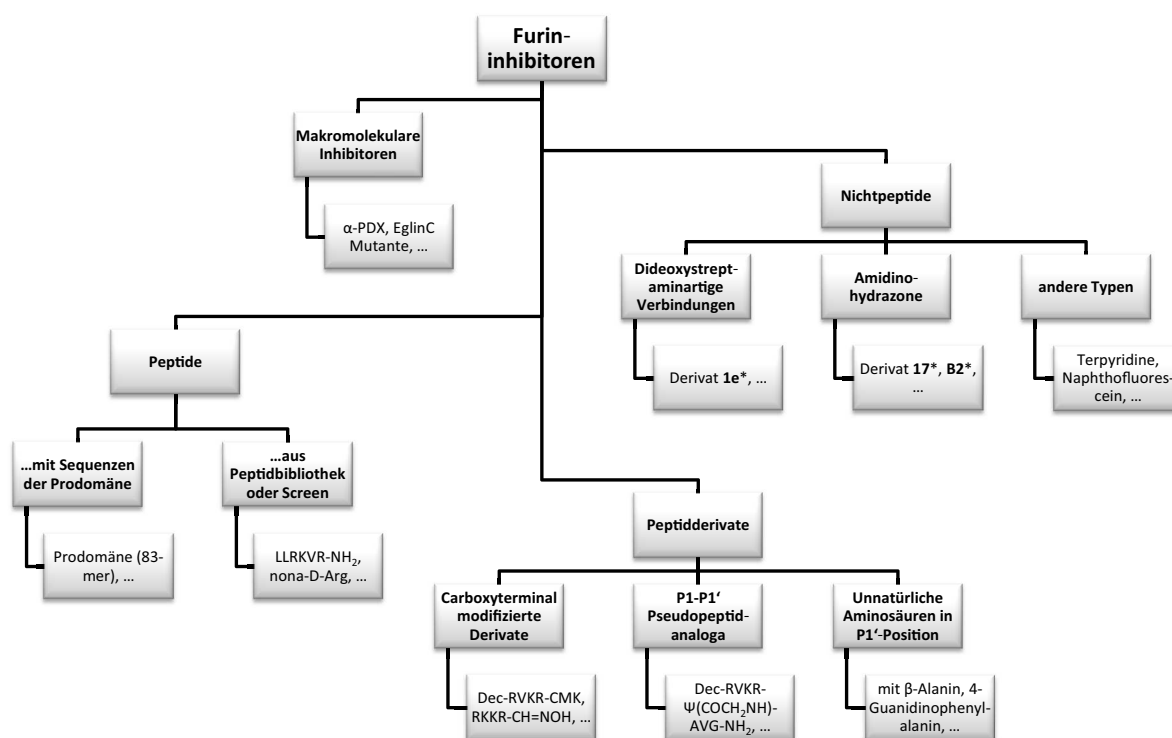 Furin-
inhibitoren
Makromolekulare
Inhibitoren
α-PDX, EglinC
Mutante, …
Nichtpeptide
Dideoxystrept-
aminartige
Verbindungen
Derivat 1e*, …
Amidino-
hydrazone
Derivat 17*, B2*,
…
andere Typen
Terpyridine,
Naphthofluores-
cein, …
Peptide
…mit Sequenzen
der Prodomäne
Prodomäne (83-
mer), …
…aus
Peptidbibliothek
oder Screen
LLRKVR-NH₂,
nona-D-Arg, …
Peptidderivate
Carboxyterminal
modifizierte
Derivate
Dec-RVKR-CMK,
RKKR-CH=NOH, …
P1-P1‘
Pseudopeptid-
analoga
Dec-RVKR-
Ψ(COCH₂NH)-
AVG-NH₂, …
Unnatürliche
Aminosäuren in
P1‘-Position
mit β-Alanin, 4-
Guanidinophenyl-
alanin, …